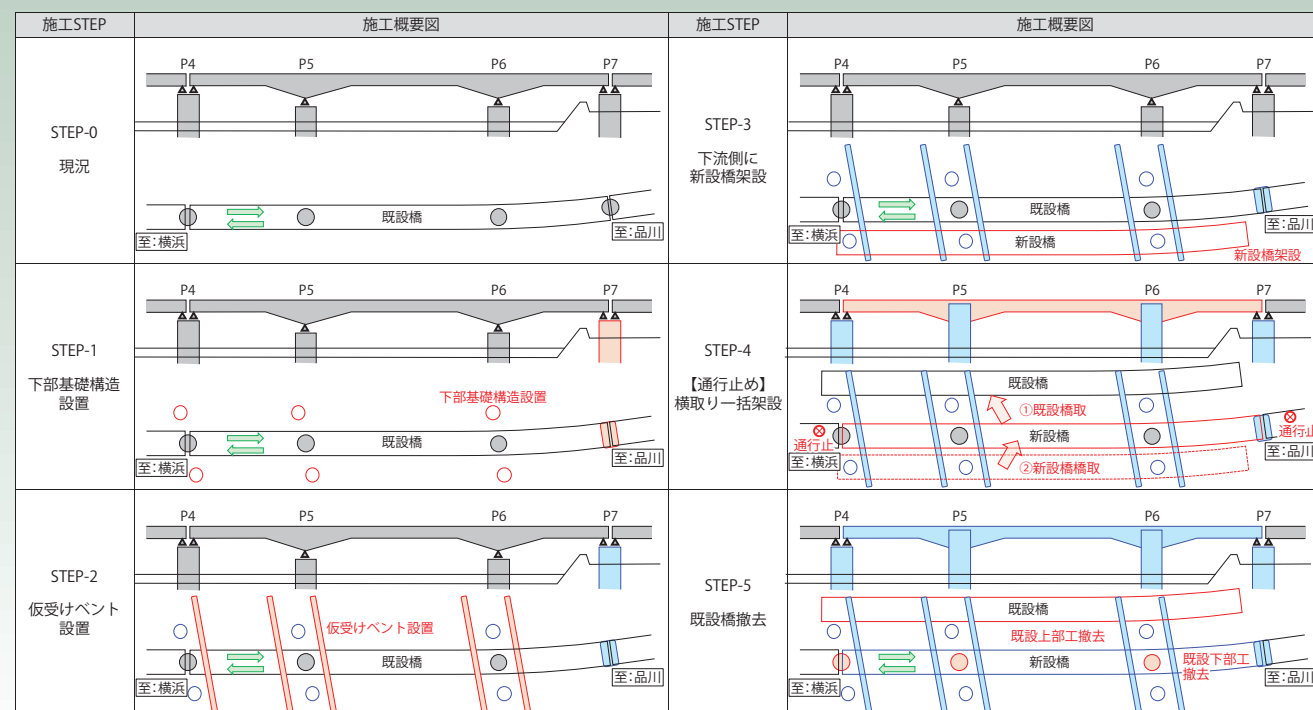 施工STEP
施工概要図
STEP-0
現況
P4
P5
P6
P7
既設橋
至:横浜
至:品川
STEP-1
下部基礎構造
設置
P4
P5
P6
P7
下部基礎構造設置
既設橋
至:横浜
至:品川
STEP-2
仮受けベント
設置
P4
P5
P6
P7
仮受けベント設置
既設橋
至:横浜
至:品川
施工STEP
施工概要図
STEP-3
下流側に
新設橋架設
P4
P5
P6
P7
既設橋
至:横浜
至:品川
新設橋
新設橋架設
STEP-4
【通行止め】
横取り一括架設
P4
P5
P6
P7
既設橋
①既設橋取
新設橋
通行止
通行止
至:横浜
至:品川
②新設橋橋取
STEP-5
既設橋撤去
P4
P5
P6
P7
既設橋
既設上部工撤去
新設橋
既設下部工
撤去
至:横浜
至:品川